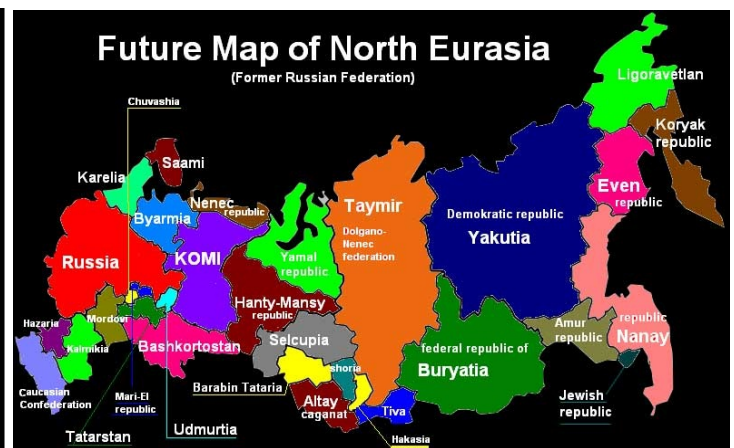 Future Map of North Eurasia
(Former Russian Federation)
Chuvashia
Ligoravetlan
Koryak
republic
Saami
Karelia
Nenec
republic
Even
republic
Byarmia
Taymir
Dolgano-
Nenec
federation
Demokratic republic
Yakutia
Russia
KOMI
Yamal
republic
Hanty-Mansy
republic
Mordovi
Hazaria
Kalmikia
Bashkortostan
Selcupia
shoria
federal republic of
Buryatia
Amur
republic
republic
Nanay
Caucasian
Confederation
Mari-El
republic
Barabin Tataria
Altay
caganat
Tiva
Jewish
republic
Tatarstan
Udmurtia
Hakasia